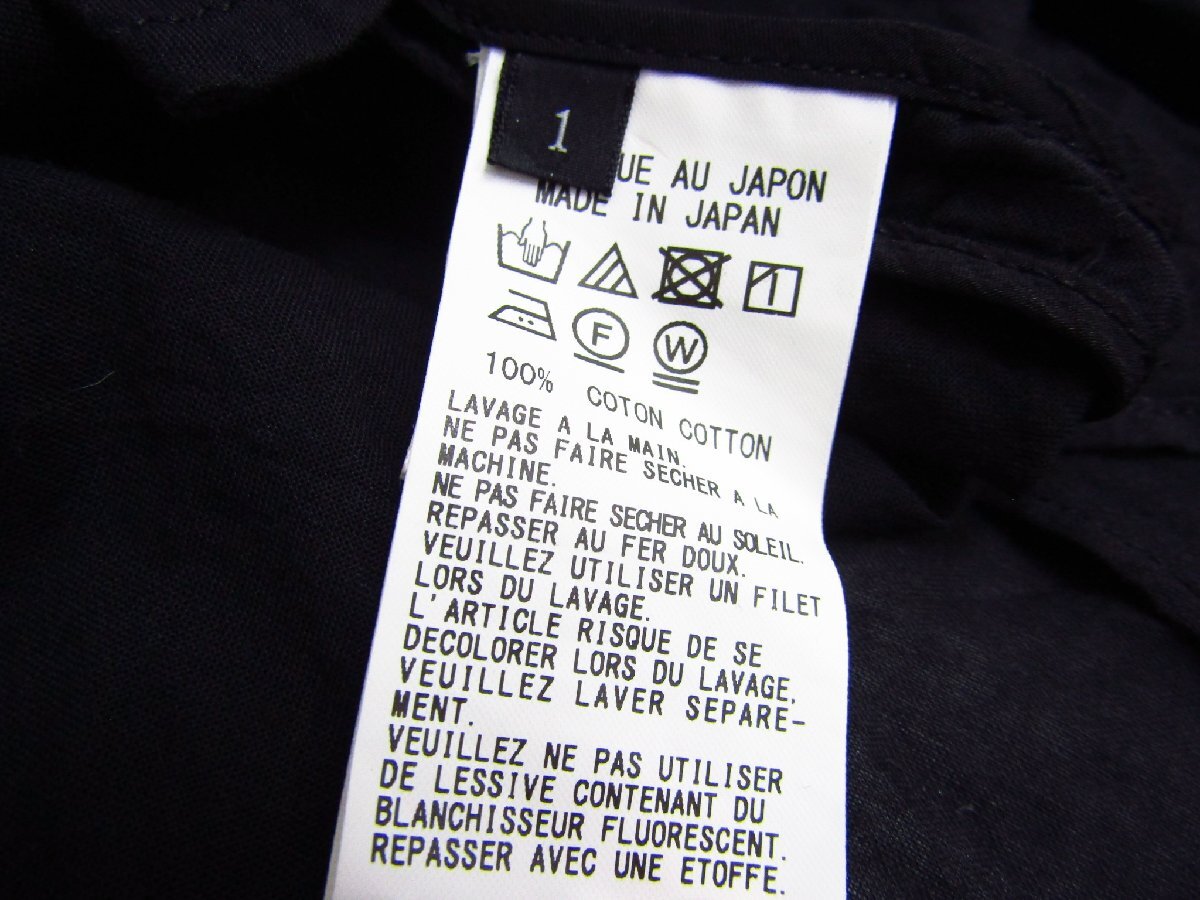 1
UE AU JAPON
MADE IN JAPAN
F W
100% COTON COTTON
LAVAGE A LA MAIN.
NE PAS FAIRE SECHER A LA
MACHINE.
NE PAS FAIRE SECHER AU SOLEIL.
REPASSER AU FER DOUX.
VEUILLEZ UTILISER UN FILET
LORS DU LAVAGE.
L'ARTICLE RISQUE DE SE
DECOLORER LORS DU LAVAGE.
VEUILLEZ LAVER SEPARE-
MENT.
VEUILLEZ NE PAS UTILISER
DE LESSIVE CONTENANT DU
BLANCHISSEUR FLUORESCENT.
REPASSER AVEC UNE ETOFFE.